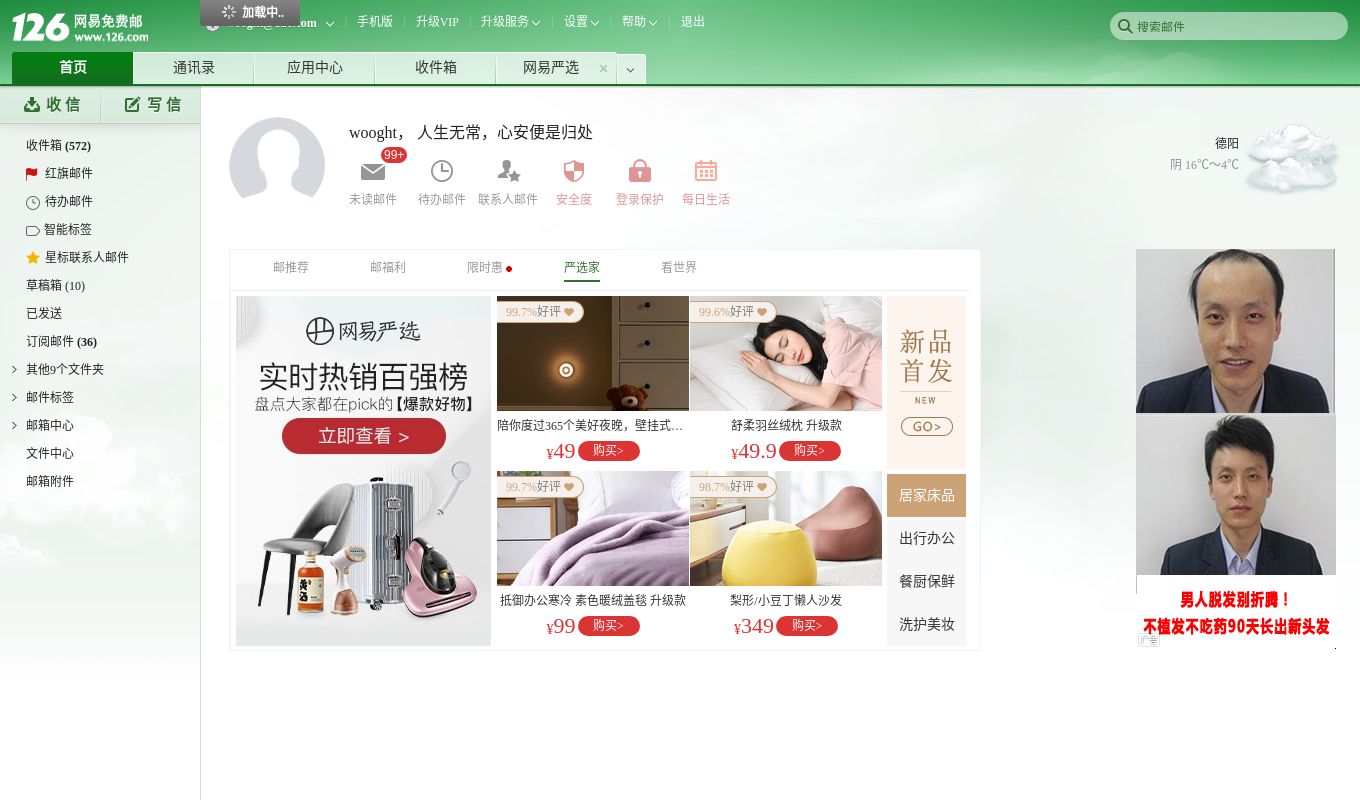 126 网易免费邮
www.126.com
加载中..
手机版 升级VIP 升级服务 设置 帮助 退出
搜索邮件
首页 通讯录 应用中心 收件箱 网易严选
收信 写信
收件箱 (572)
红旗邮件
待办邮件
智能标签
星标联系人邮件
草稿箱 (10)
已发送
订阅邮件 (36)
其他9个文件夹
邮件标签
邮箱中心
文件中心
邮箱附件
wooght， 人生无常，心安便是归处
99+
未读邮件 待办邮件 联系人邮件 安全度 登录保护 每日生活
德阳
阴 16℃～4℃
邮推荐 邮福利 限时惠 严选家 看世界
网易严选
实时热销百强榜
盘点大家都在pick的【爆款好物】
立即查看 >
黄酒
99.7%好评
陪你度过365个美好夜晚，壁挂式…
¥49 购买>
99.6%好评
舒柔羽丝绒枕 升级款
¥49.9 购买>
99.7%好评
抵御办公寒冷 素色暖绒盖毯 升级款
¥99 购买>
98.7%好评
梨形/小豆丁懒人沙发
¥349 购买>
新品
首发
NEW
GO>
居家床品
出行办公
餐厨保鲜
洗护美妆
男人脱发别折腾！
不植发不吃药90天长出新头发
广告